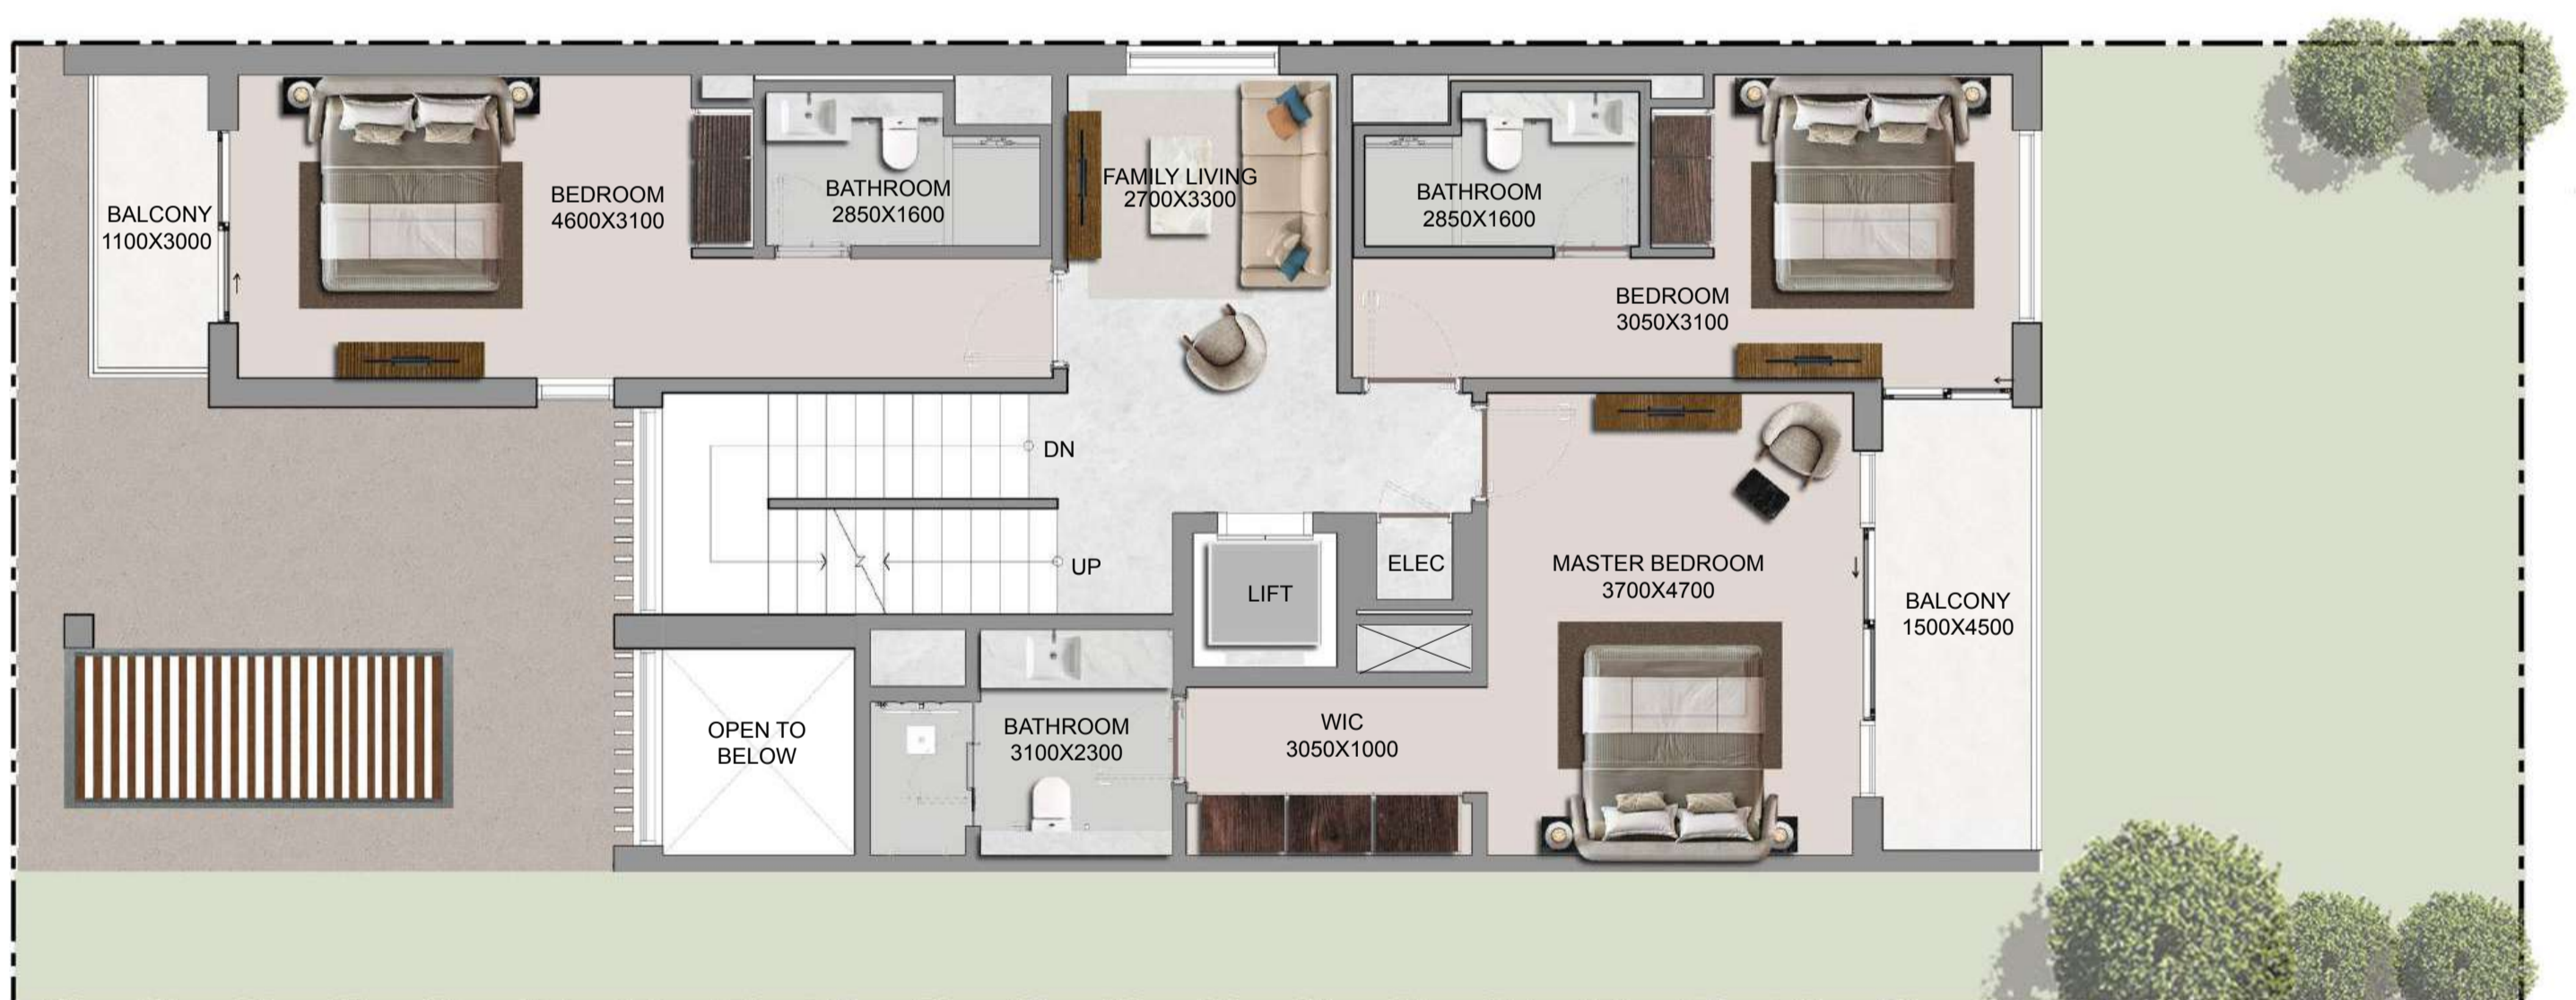 BALCONY
1100X3000
BEDROOM
4600X3100
BATHROOM
2850X1600
FAMILY LIVING
2700X3300
BATHROOM
2850X1600
BEDROOM
3050X3100
DN
UP
LIFT
ELEC
MASTER BEDROOM
3700X4700
BALCONY
1500X4500
OPEN TO
BELOW
BATHROOM
3100X2300
WIC
3050X1000